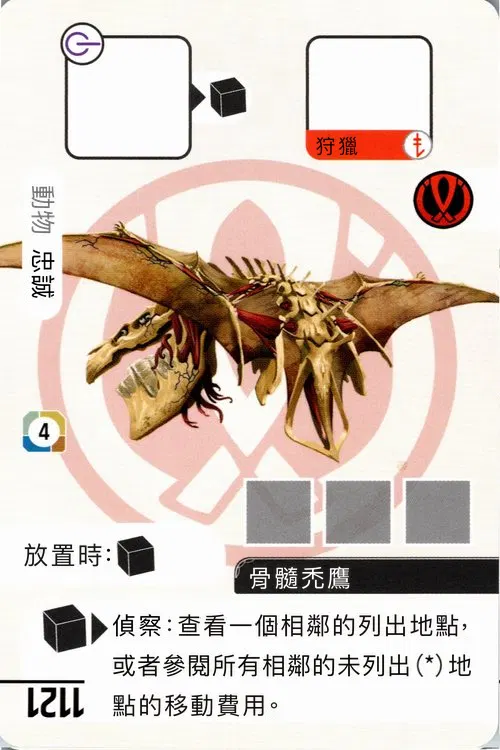 狩獵
動物 忠誠
4
放置時:
骨髓禿鷹
偵察:查看一個相鄰的列出地點,
或者參閱所有相鄰的未列出(*)地
點的移動費用。
1121